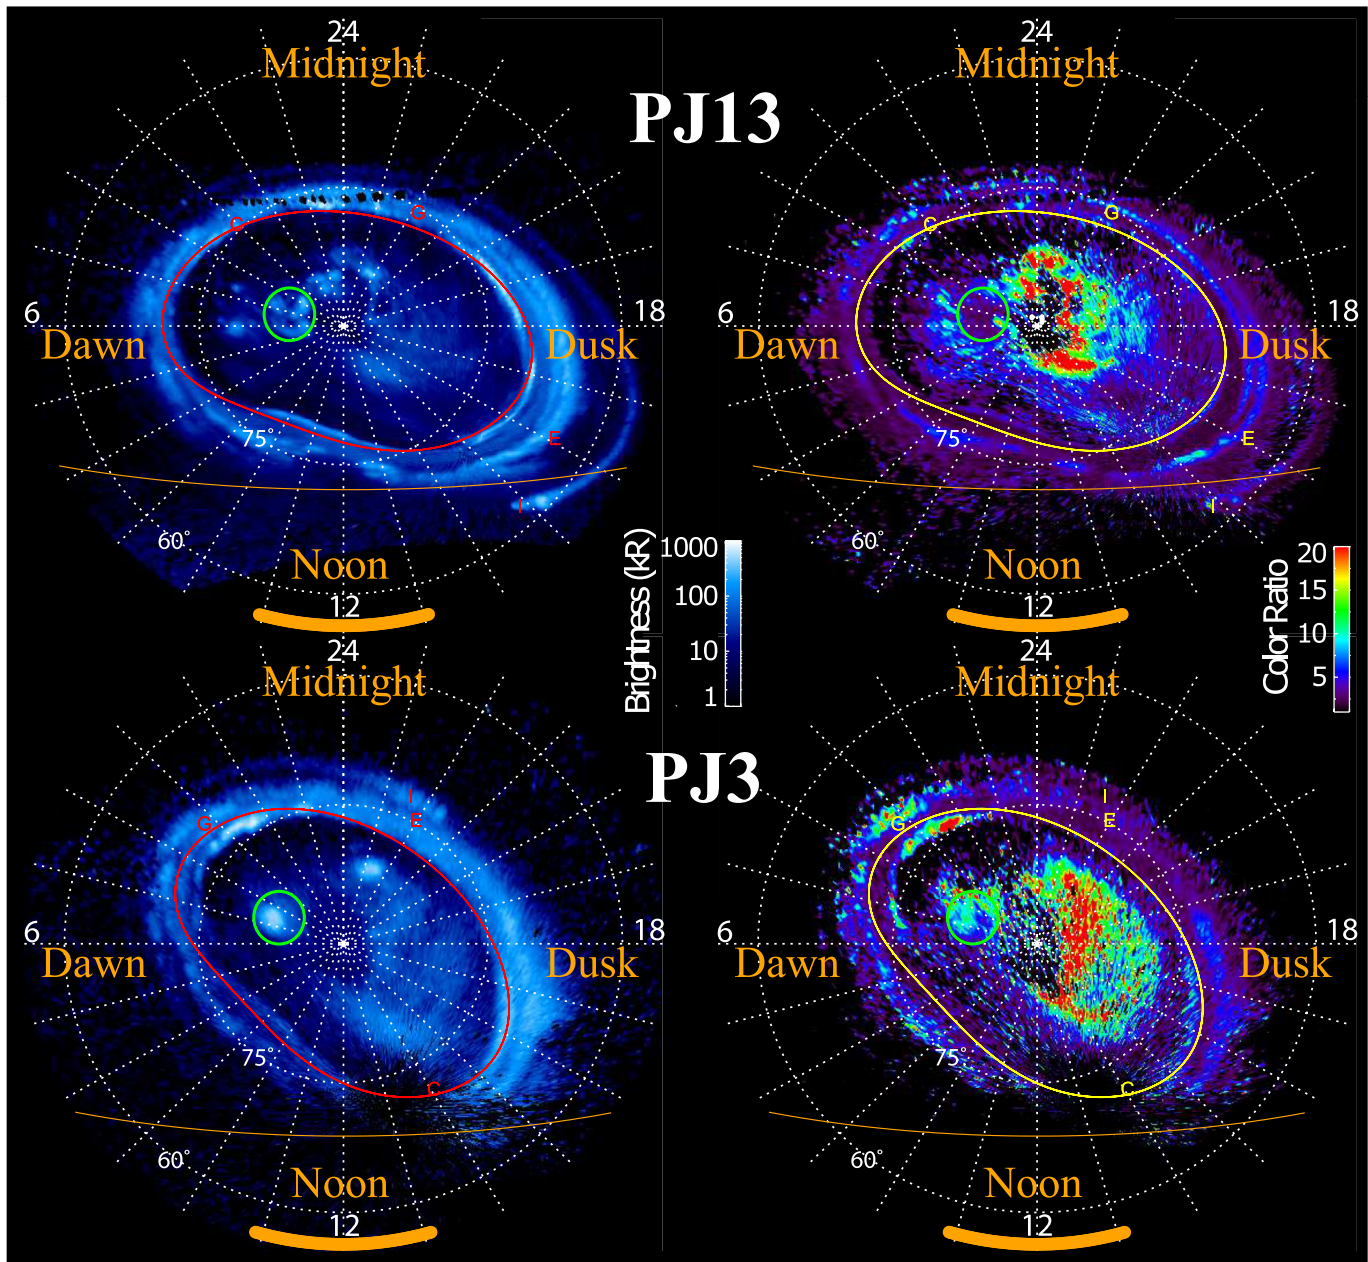 24 24
Midnight Midnight
PJ13
C G C G
6 18 6 18
Dawn Dusk Dawn Dusk
75° E 75° E
I I
60° 60°
Noon Noon
12 12
Brightness (kR)
1000
100
10
1
Color Ratio
20
15
10
5
24 24
Midnight Midnight
PJ3
I I
G E G E
6 18 6 18
Dawn Dusk Dawn Dusk
75° 75°
C C
60° 60°
Noon Noon
12 12